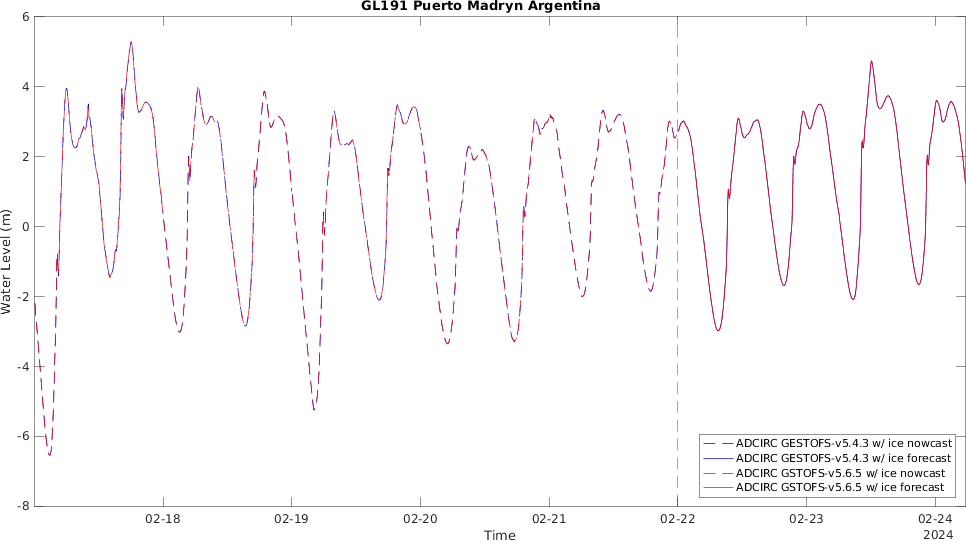 GL191 Puerto Madryn Argentina
6
4
2
0
-2
-4
-6
-8
Water Level (m)
02-18
02-19
02-20
02-21
02-22
02-23
02-24
Time
2024
ADCIRC GESTOFS-v5.4.3 w/ ice nowcast
ADCIRC GESTOFS-v5.4.3 w/ ice forecast
ADCIRC GSTOFS-v5.6.5 w/ ice nowcast
ADCIRC GSTOFS-v5.6.5 w/ ice forecast